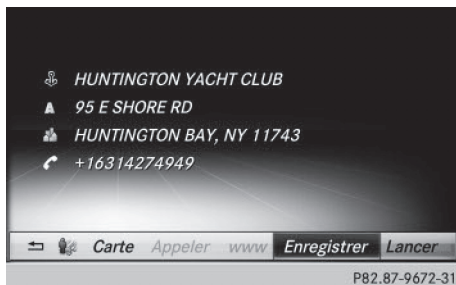 HUNTINGTON YACHT CLUB
95 E SHORE RD
HUNTINGTON BAY, NY 11743
+16314274949
Carte Appeler www Enregistrer Lancer
P82.87-9672-31